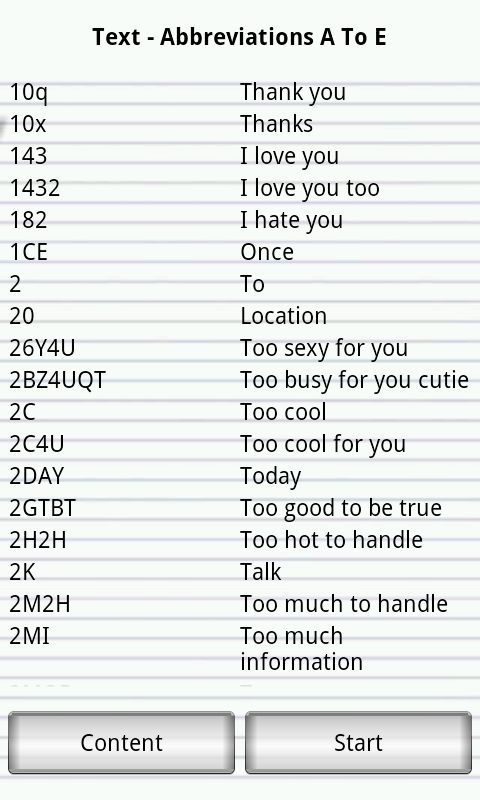 Text - Abbreviations A To E
10q Thank you
10x Thanks
143 I love you
1432 I love you too
182 I hate you
1CE Once
2 To
20 Location
26Y4U Too sexy for you
2BZ4UQT Too busy for you cutie
2C Too cool
2C4U Too cool for you
2DAY Today
2GTBT Too good to be true
2H2H Too hot to handle
2K Talk
2M2H Too much to handle
2MI Too much
information
Content Start